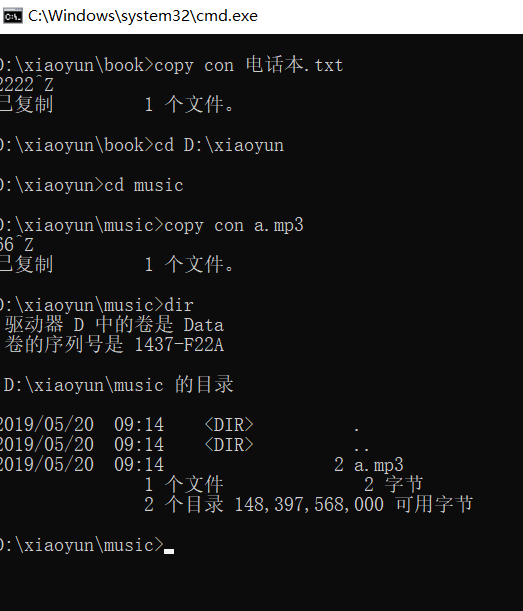 C:\Windows\system32\cmd.exe
D:\xiaoyun\book>copy con 电话本.txt
2222^Z
已复制         1 个文件。
D:\xiaoyun\book>cd D:\xiaoyun
D:\xiaoyun>cd music
D:\xiaoyun\music>copy con a.mp3
66^Z
已复制         1 个文件。
D:\xiaoyun\music>dir
驱动器 D 中的卷是 Data
卷的序列号是 1437-F22A
D:\xiaoyun\music 的目录
2019/05/20  09:14    <DIR>          .
2019/05/20  09:14    <DIR>          ..
2019/05/20  09:14                 2 a.mp3
1 个文件              2 字节
2 个目录 148,397,568,000 可用字节
D:\xiaoyun\music>